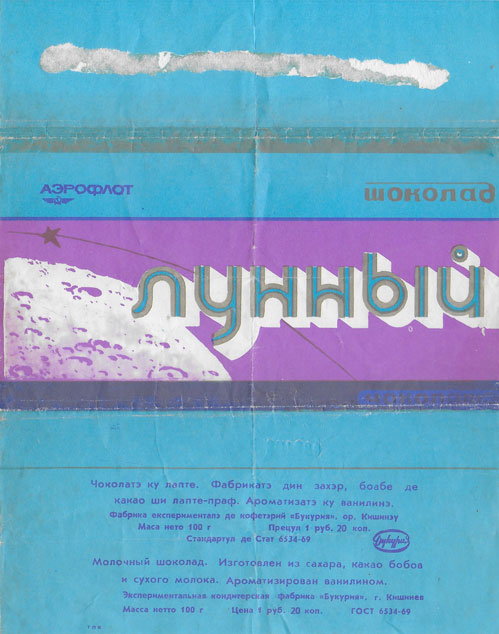 АЭРОФЛОТ
шоколад
лунный
Чоколатэ ку лапте. Фабрикатэ дин захэр, боабе де
какао ши лапте-праф. Ароматизатэ ку ванилинэ.
Фабрика експерименталэ де кофетэрий «Букурия», ор. Кишинэу
Маса нето 100 г Прецул 1 руб. 20 коп.
Стандартул де Стат 6534-69
Букурия
Молочный шоколад. Изготовлен из сахара, какао бобов
и сухого молока. Ароматизирован ванилином.
Экспериментальная кондиерская фабрика «Букурия», г. Кишинев
Масса нетто 100 г Цена 1 руб. 20 коп. ГОСТ 6534-69